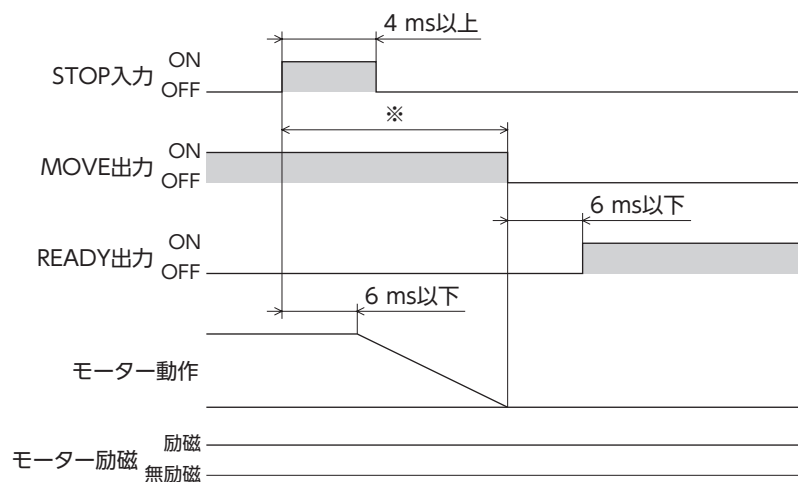 4 ms以上
STOP入力 ON
OFF
※
MOVE出力 ON
OFF
6 ms以下
READY出力 ON
OFF
6 ms以下
モーター動作
モーター励磁 励磁
無励磁